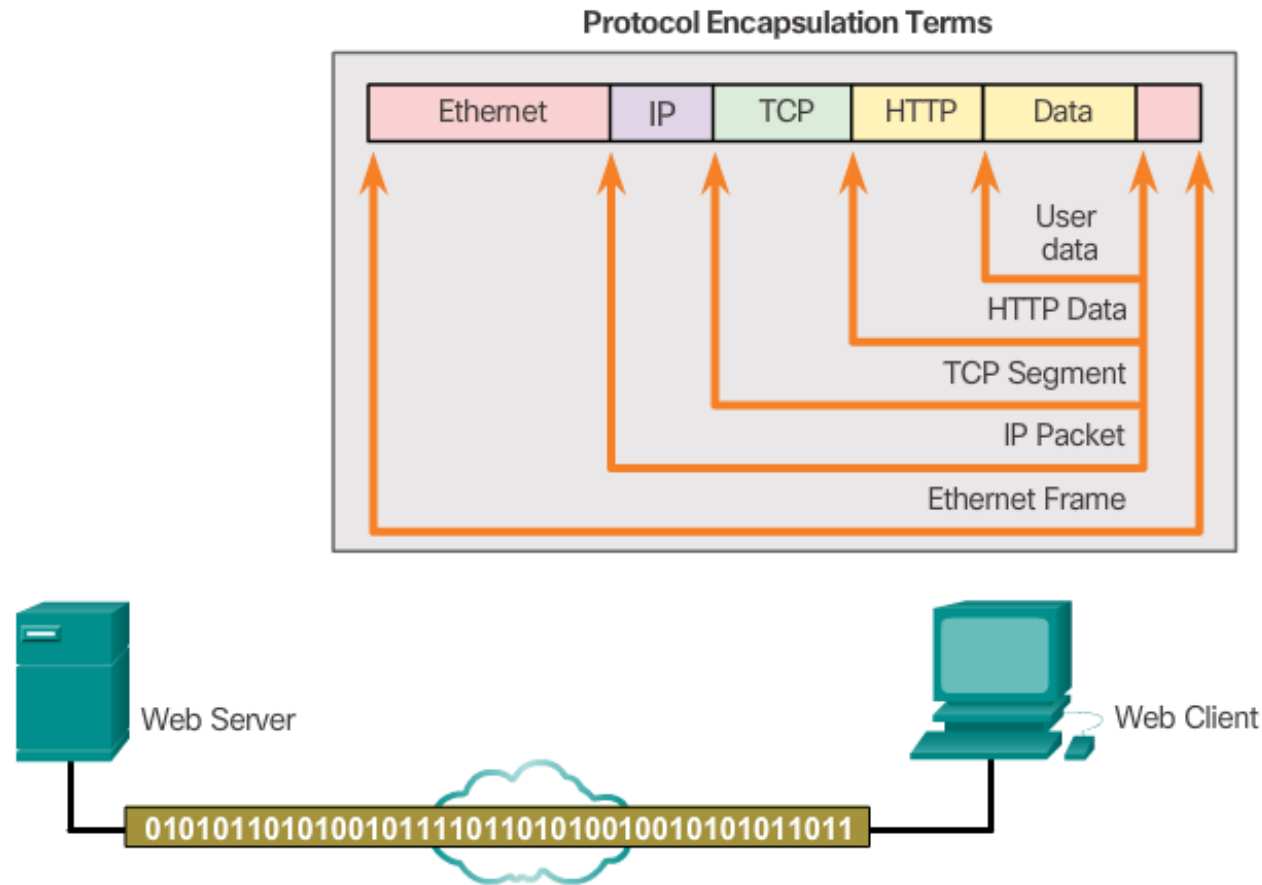 Protocol Encapsulation Terms
Ethernet IP TCP HTTP Data
User
data
HTTP Data
TCP Segment
IP Packet
Ethernet Frame
Web Server
Web Client
010101101010010111101101010010010101011011